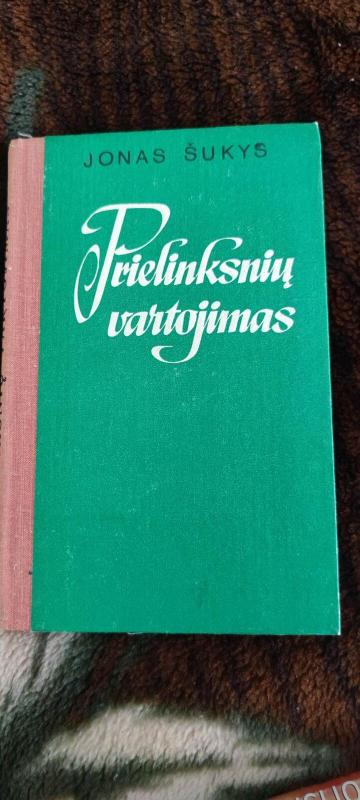 JONAS ŠUKYS
Prielinksnių
vartojimas